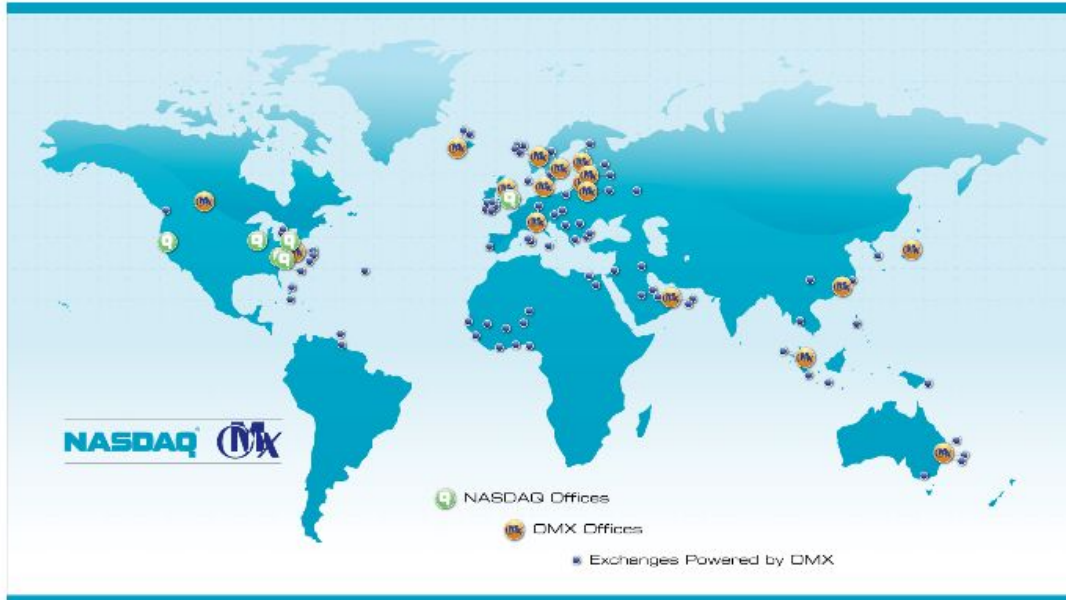 NASDAQ OMX
NASDAQ Offices
OMX Offices
Exchanges Powered by OMX